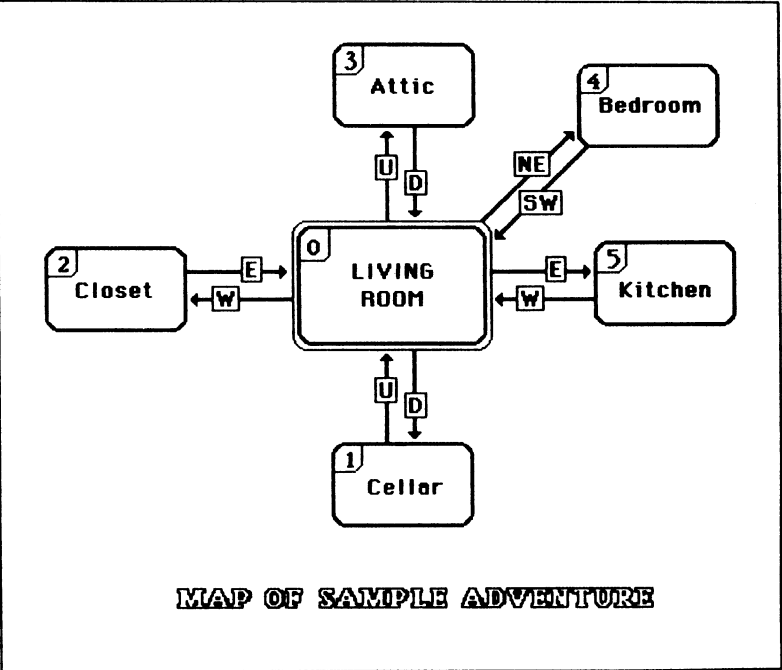 3
Attic
4
Bedroom
U
D
NE
SW
0
LIVING
ROOM
2
Closet
E
W
E
W
5
Kitchen
U
D
1
Cellar
MAP OF SAMPLE ADVENTURE